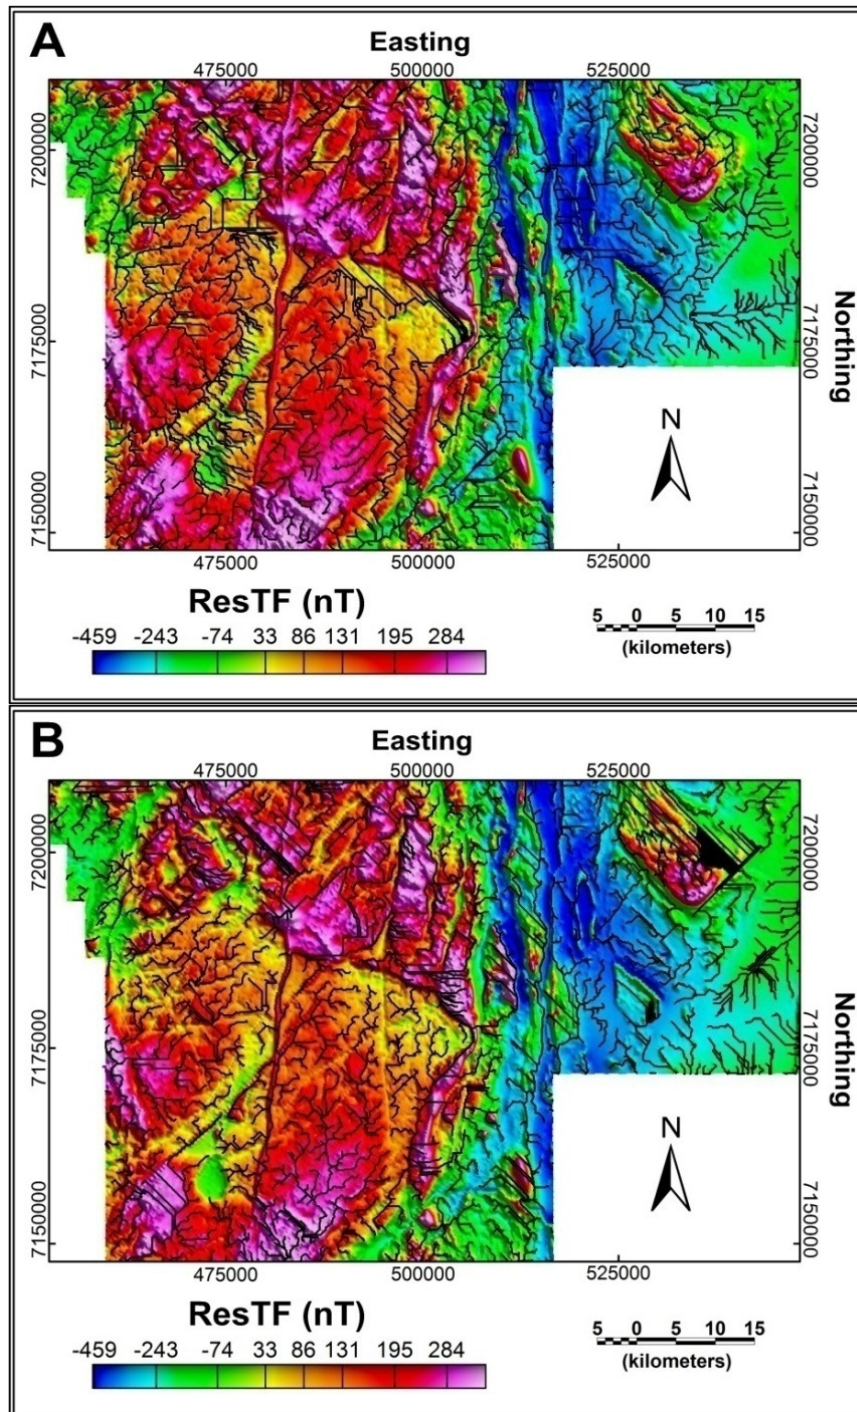 A
Easting
475000 500000 525000
7200000 7200000
Northing
7175000 7175000
7150000 7150000
N
475000 500000 525000
ResTF (nT)
-459 -243 -74 33 86 131 195 284
5 0 5 10 15
(kilometers)
B
Easting
475000 500000 525000
7200000 7200000
Northing
7175000 7175000
7150000 7150000
N
475000 500000 525000
ResTF (nT)
-459 -243 -74 33 86 131 195 284
5 0 5 10 15
(kilometers)